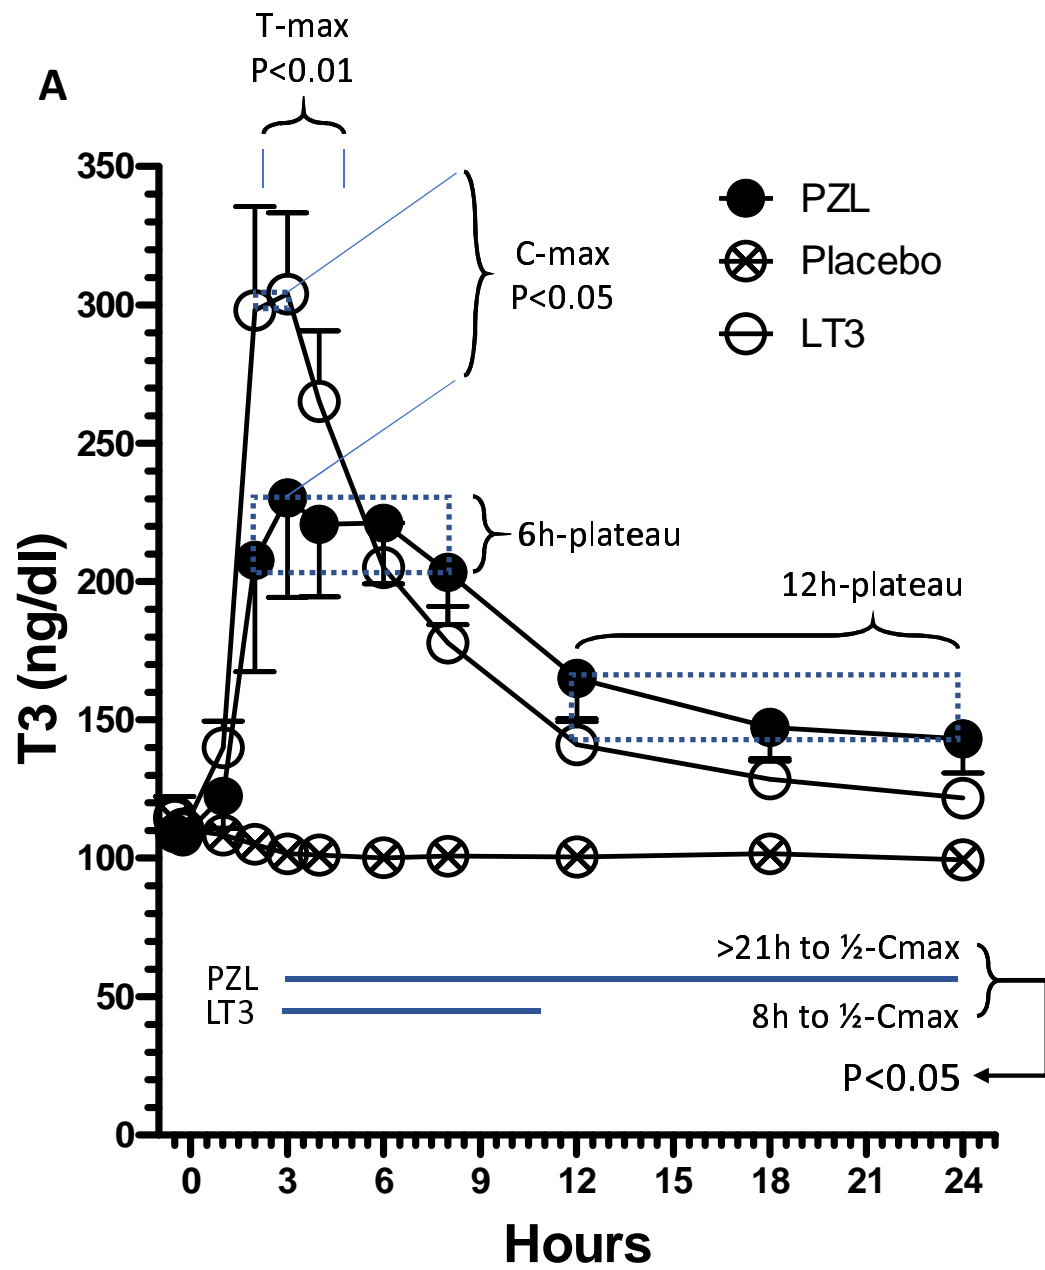 T-max
P<0.01
A
350
300
250
200
150
100
50
0
T3 (ng/dl)
PZL
Placebo
LT3
C-max
P<0.05
6h-plateau
12h-plateau
>21h to ½-Cmax
PZL
LT3
8h to ½-Cmax
P<0.05
0 3 6 9 12 15 18 21 24
Hours